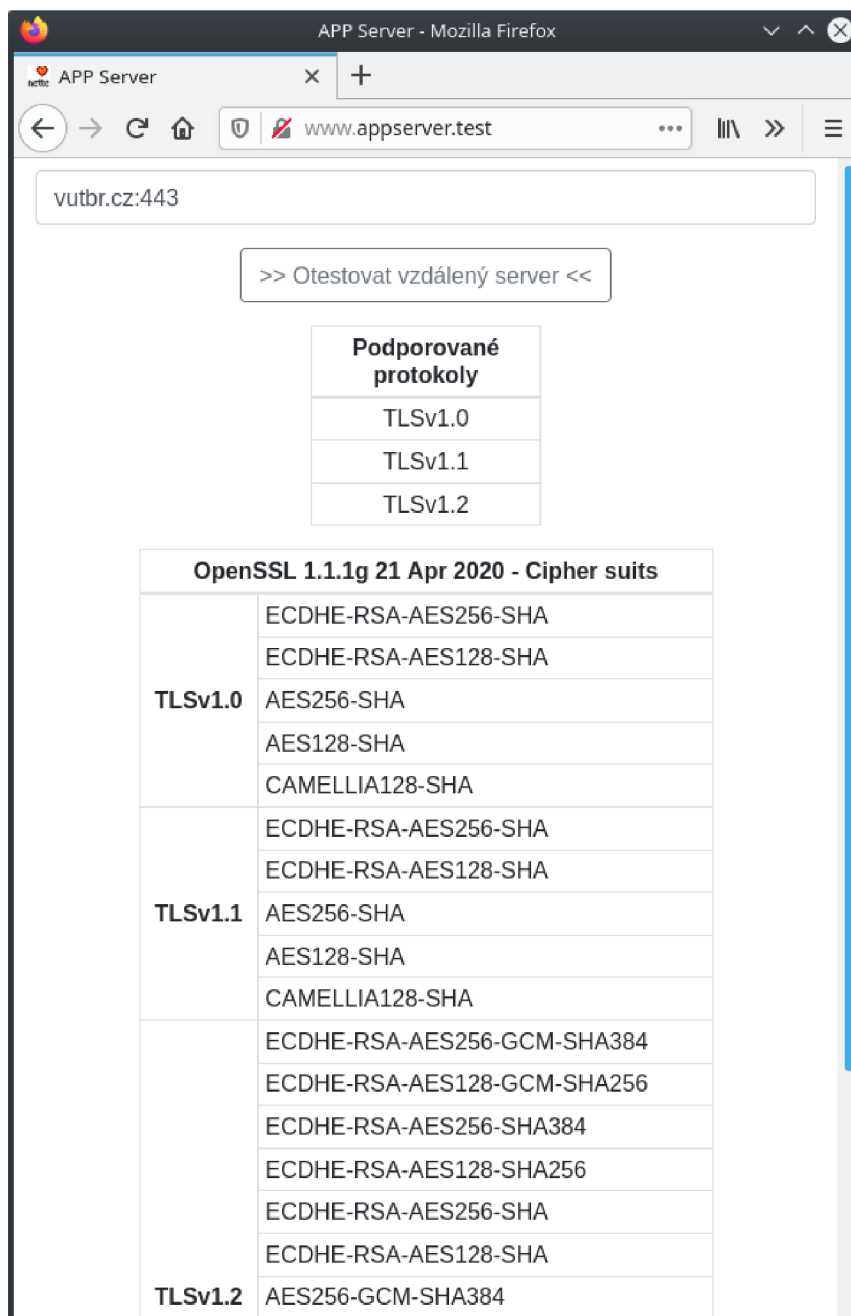 APP Server - Mozilla Firefox
nette APP Server
www.appserver.test
vutbr.cz:443
>> Otestovat vzdálený server <<
Podporované
protokoly
TLSv1.0
TLSv1.1
TLSv1.2
OpenSSL 1.1.1g 21 Apr 2020 - Cipher suits
ECDHE-RSA-AES256-SHA
ECDHE-RSA-AES128-SHA
TLSv1.0 AES256-SHA
AES128-SHA
CAMELLIA128-SHA
ECDHE-RSA-AES256-SHA
ECDHE-RSA-AES128-SHA
TLSv1.1 AES256-SHA
AES128-SHA
CAMELLIA128-SHA
ECDHE-RSA-AES256-GCM-SHA384
ECDHE-RSA-AES128-GCM-SHA256
ECDHE-RSA-AES256-SHA384
ECDHE-RSA-AES128-SHA256
ECDHE-RSA-AES256-SHA
ECDHE-RSA-AES128-SHA
TLSv1.2 AES256-GCM-SHA384